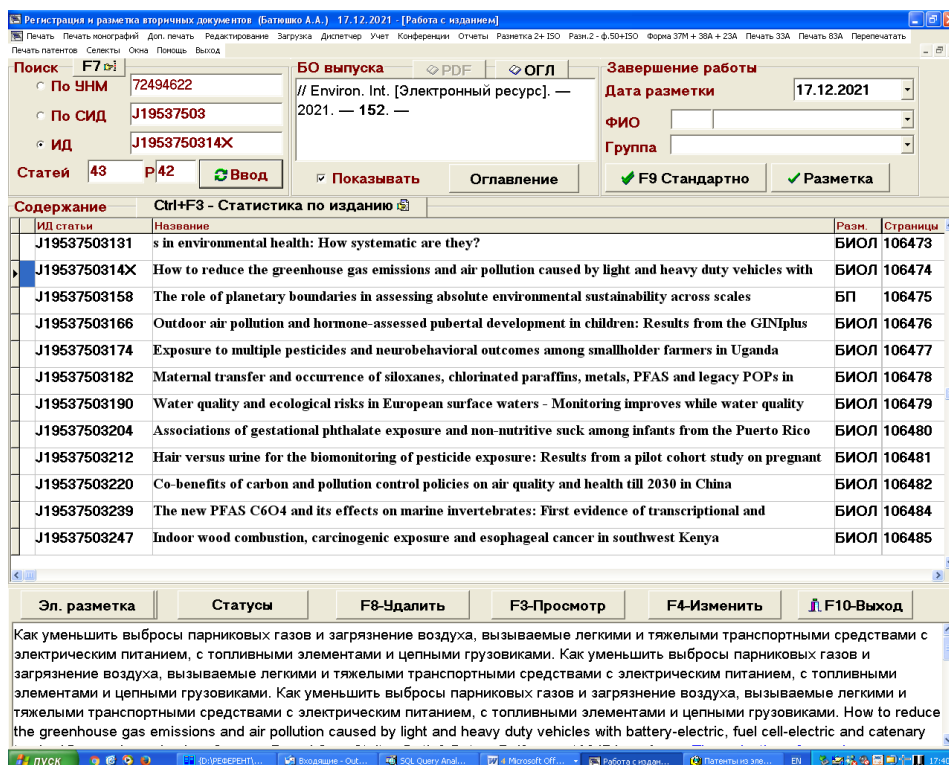 Регистрация и разметка вторичных документов (Батюшко А.А.) 17.12.2021 - [Работа с изданием]
Печать Печать монографий Доп. печать Редактирование Загрузка Диспетчер Учет Конференции Отчеты Разметка 2+ ISO Разм.2 - ф.50+ISO Форма 37М + 38А + 23А Печать 33А Печать 83А Перепечатать
Печать патентов Селекты Окна Помощь Выход
Поиск F7 БО выпуска PDF ОГЛ Завершение работы
По УНМ 72494622
// Environ. Int. [Электронный ресурс]. —
2021. — 152. —
Дата разметки 17.12.2021
По СИД J19537503
ФИО
ИД J1953750314X
Группа
Статей 43 Р 42 Ввод Показывать Оглавление F9 Стандартно Разметка
Содержание Ctrl+F3 - Статистика по изданию
ИД статьи Название Разм. Страницы
J19537503131 s in environmental health: How systematic are they? БИОЛ 106473
J1953750314X How to reduce the greenhouse gas emissions and air pollution caused by light and heavy duty vehicles with БИОЛ 106474
J19537503158 The role of planetary boundaries in assessing absolute environmental sustainability across scales БП 106475
J19537503166 Outdoor air pollution and hormone-assessed pubertal development in children: Results from the GINIplus БИОЛ 106476
J19537503174 Exposure to multiple pesticides and neurobehavioral outcomes among smallholder farmers in Uganda БИОЛ 106477
J19537503182 Maternal transfer and occurrence of siloxanes, chlorinated paraffins, metals, PFAS and legacy POPs in БИОЛ 106478
J19537503190 Water quality and ecological risks in European surface waters - Monitoring improves while water quality БИОЛ 106479
J19537503204 Associations of gestational phthalate exposure and non-nutritive suck among infants from the Puerto Rico БИОЛ 106480
J19537503212 Hair versus urine for the biomonitoring of pesticide exposure: Results from a pilot cohort study on pregnant БИОЛ 106481
J19537503220 Co-benefits of carbon and pollution control policies on air quality and health till 2030 in China БИОЛ 106482
J19537503239 The new PFAS C6O4 and its effects on marine invertebrates: First evidence of transcriptional and БИОЛ 106484
J19537503247 Indoor wood combustion, carcinogenic exposure and esophageal cancer in southwest Kenya БИОЛ 106485
Эл. разметка Статусы F8-Удалить F3-Просмотр F4-Изменить F10-Выход
Как уменьшить выбросы парниковых газов и загрязнение воздуха, вызываемые легкими и тяжелыми транспортными средствами с
электрическим питанием, с топливными элементами и цепными грузовиками. Как уменьшить выбросы парниковых газов и
загрязнение воздуха, вызываемые легкими и тяжелыми транспортными средствами с электрическим питанием, с топливными
элементами и цепными грузовиками. Как уменьшить выбросы парниковых газов и загрязнение воздуха, вызываемые легкими и
тяжелыми транспортными средствами с электрическим питанием, с топливными элементами и цепными грузовиками. How to reduce
the greenhouse gas emissions and air pollution caused by light and heavy duty vehicles with battery-electric, fuel cell-electric and catenary
пуск {D:\РЕФЕРЕНТ\... Входящие - Out... SQL Query Anal... 4 Microsoft Off... Работа с издан... Патенты из эле... EN